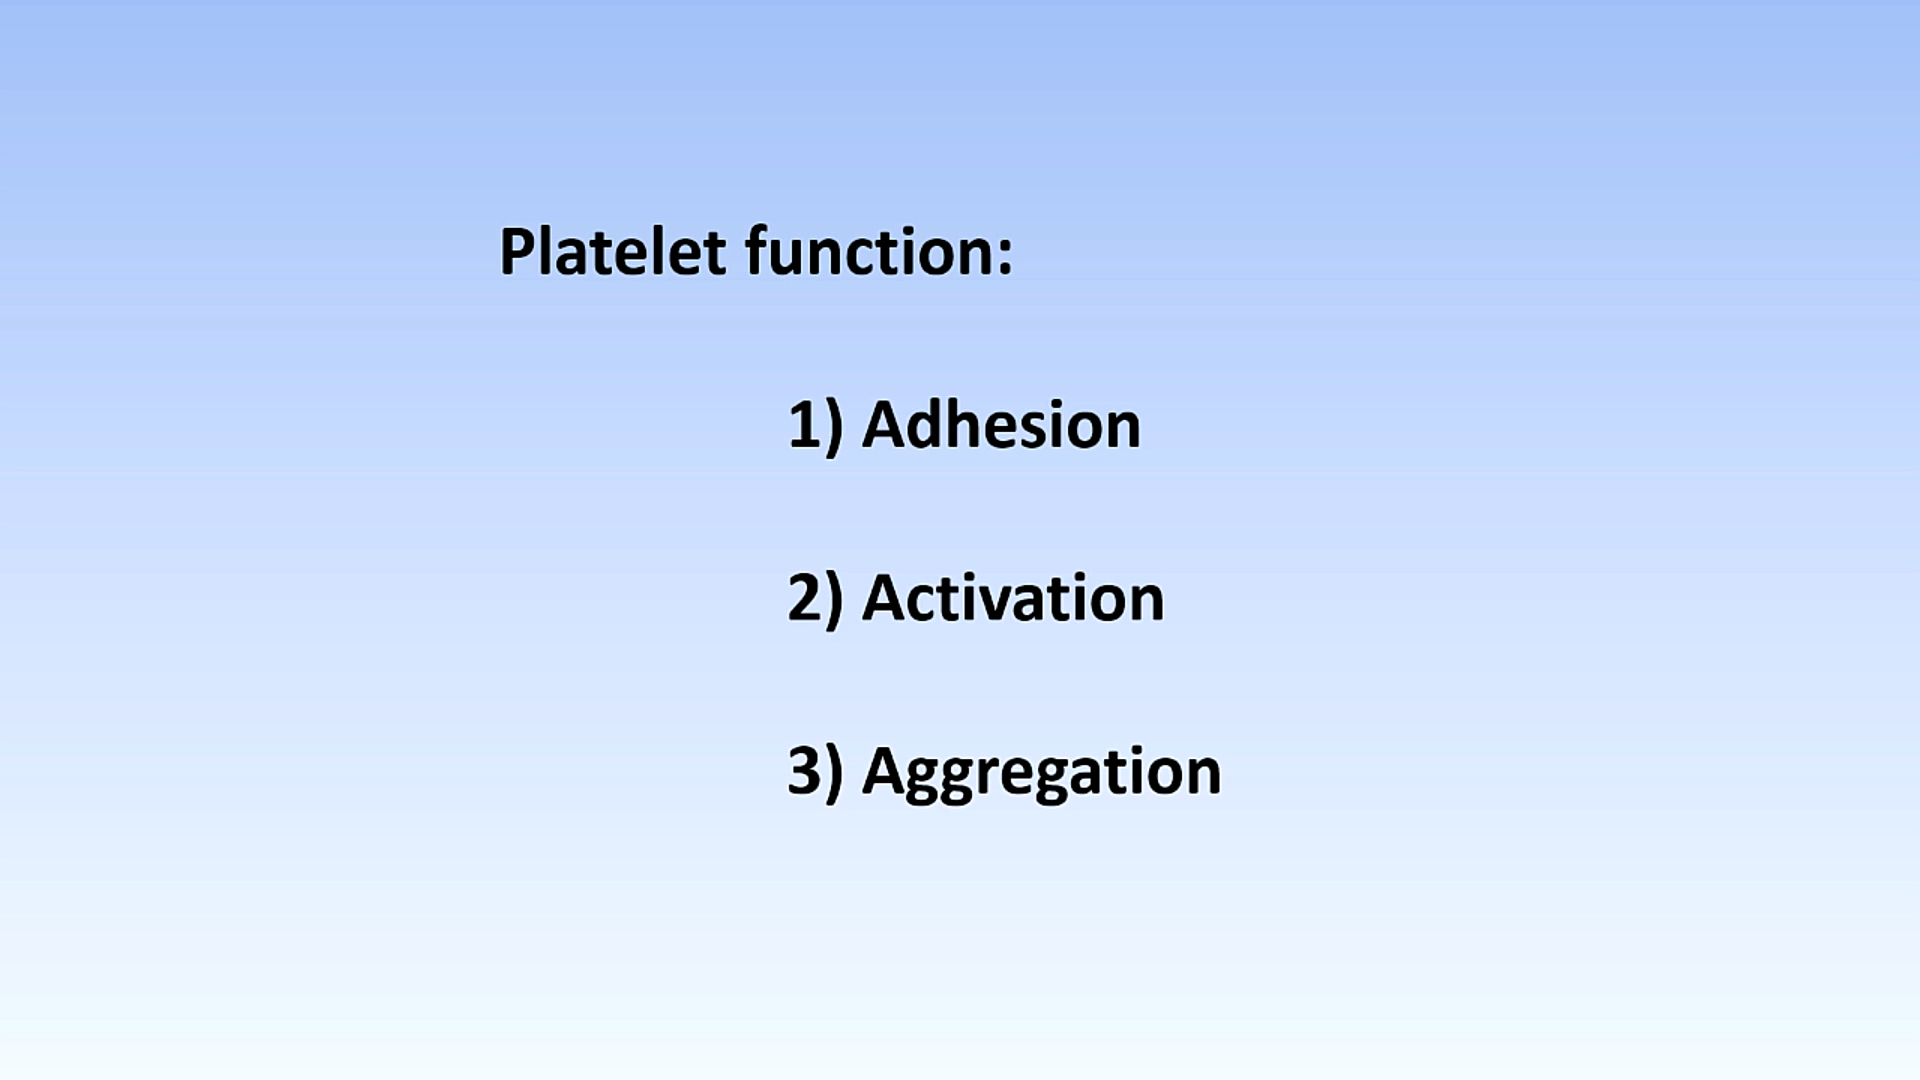 Platelet function:
1) Adhesion
2) Activation
3) Aggregation